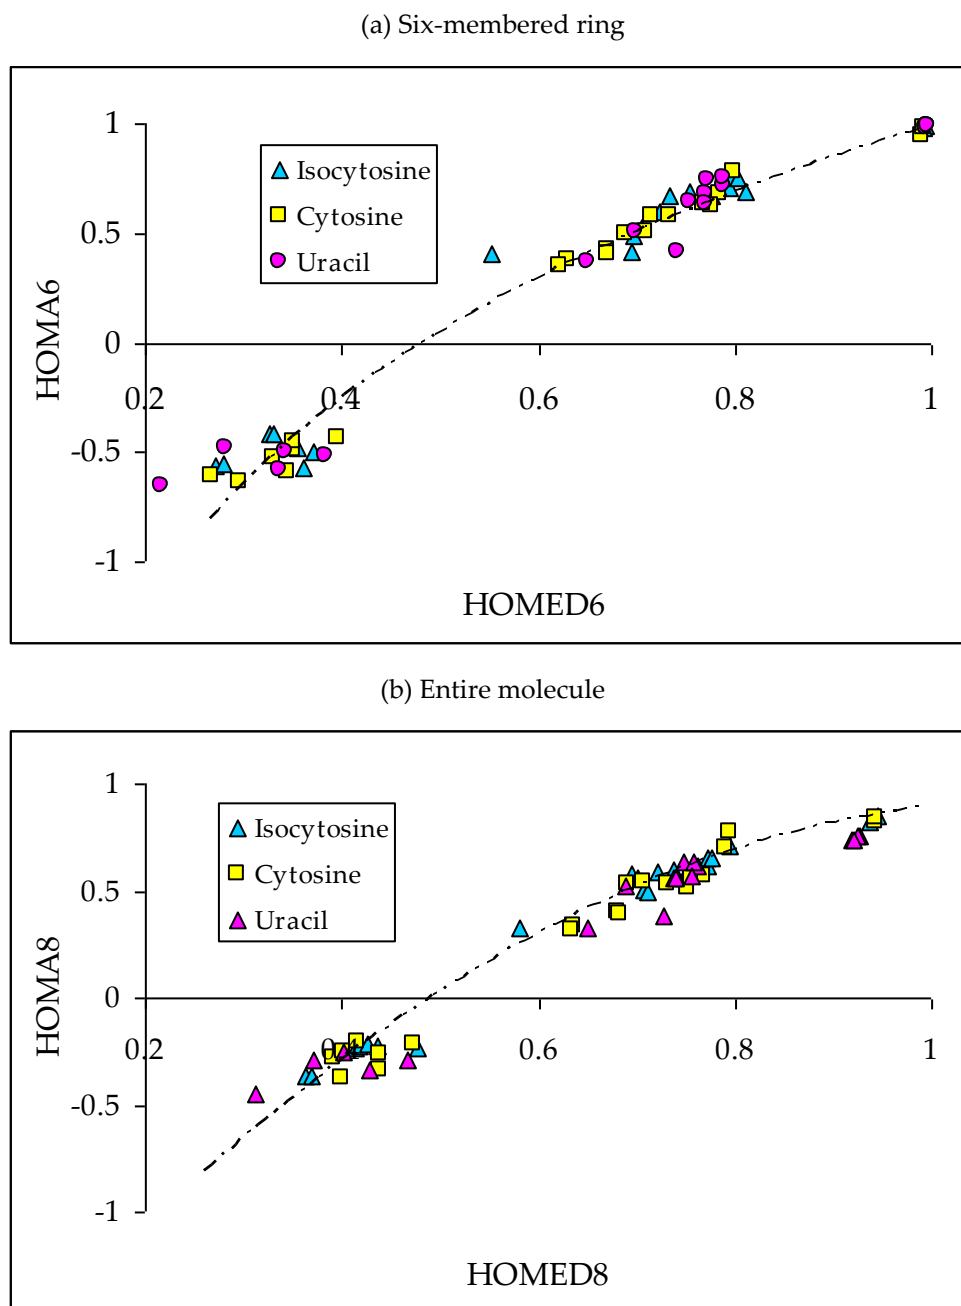 (a) Six-membered ring
1
Isocytosine
Cytosine
0.5
Uracil
HOMA6
0
0.2 0.4 0.6 0.8 1
-0.5
-1
HOMED6
(b) Entire molecule
1
Isocytosine
Cytosine
0.5
Uracil
HOMA8
0
0.2 0.6 0.8 1
-0.5
-1
HOMED8